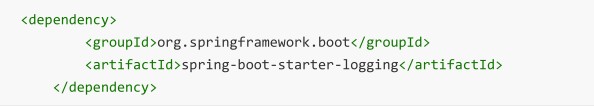 <dependency>
<groupId>org.springframework.boot</groupId>
<artifactId>spring-boot-starter-logging</artifactId>
</dependency>